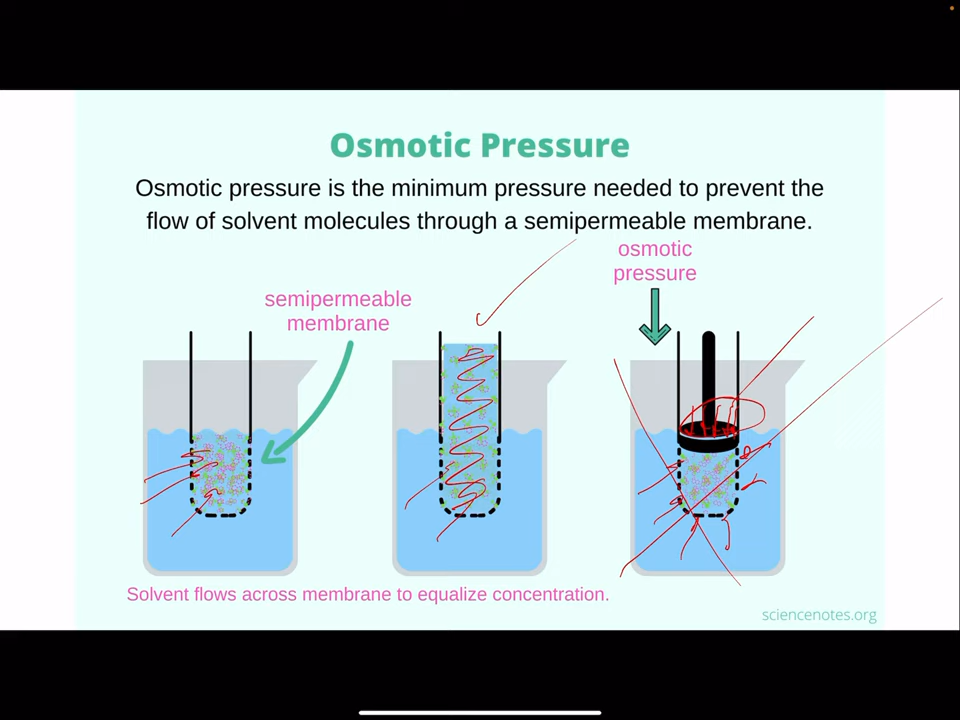 Osmotic Pressure
Osmotic pressure is the minimum pressure needed to prevent the
flow of solvent molecules through a semipermeable membrane.
osmotic
pressure
semipermeable
membrane
Solvent flows across membrane to equalize concentration.
sciencenotes.org